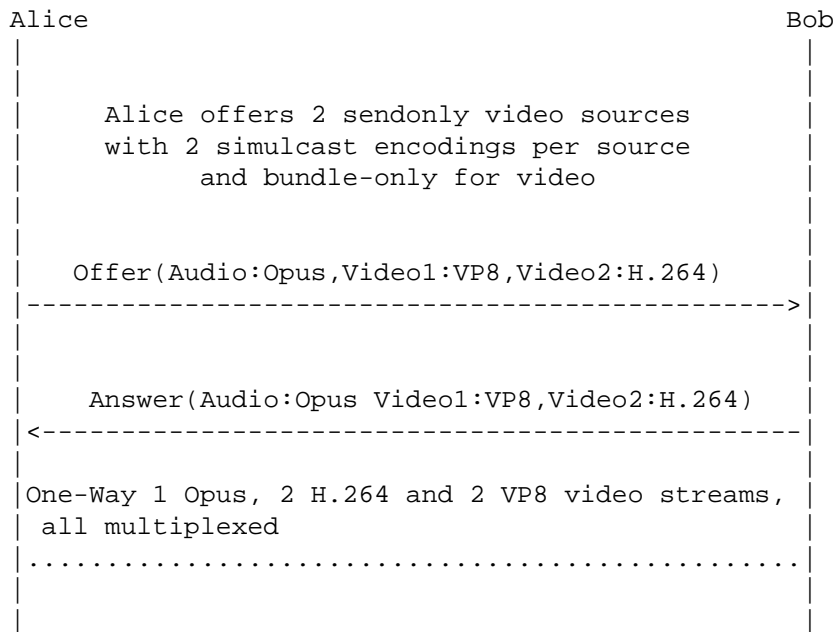 Alice Bob
Alice offers 2 sendonly video sources
with 2 simulcast encodings per source
and bundle-only for video
Offer(Audio:Opus,Video1:VP8,Video2:H.264)
Answer(Audio:Opus Video1:VP8,Video2:H.264)
One-Way 1 Opus, 2 H.264 and 2 VP8 video streams,
all multiplexed